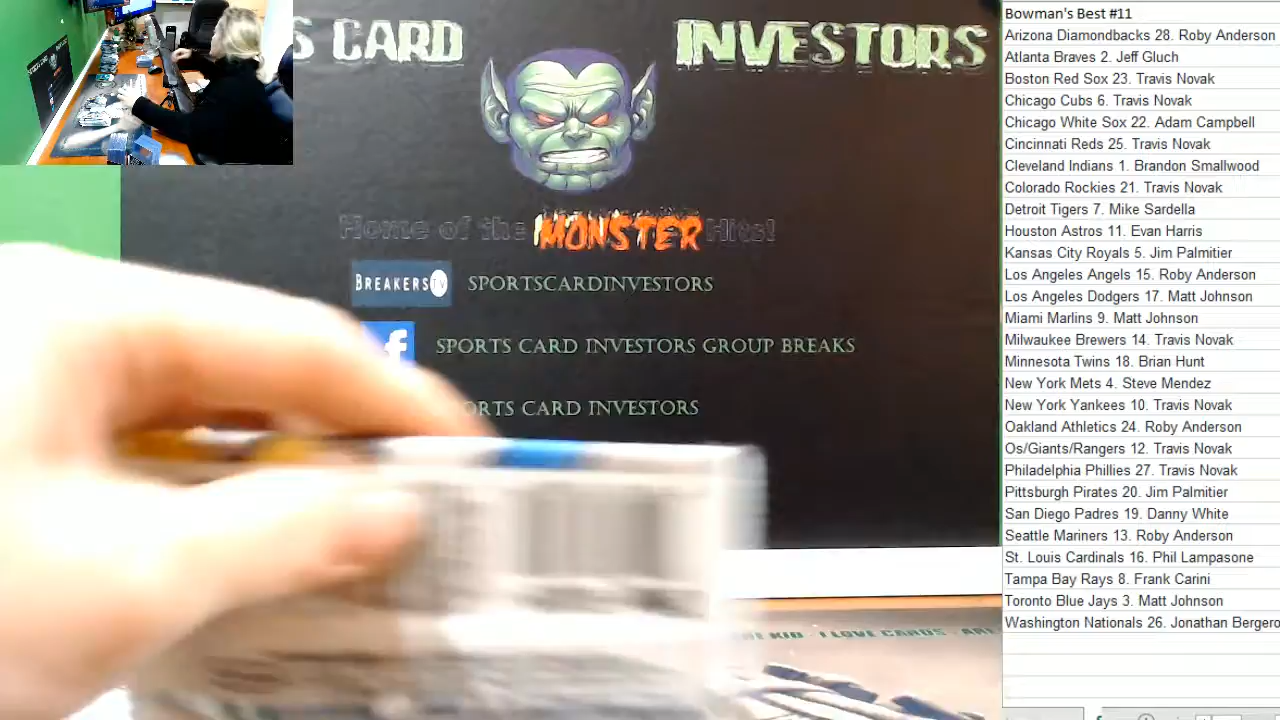 S CARD INVESTORS
Home of the MONSTER Hits!
BREAKERSTV SPORTSCARDINVESTORS
f SPORTS CARD INVESTORS GROUP BREAKS
ORTS CARD INVESTORS
THE KID - I LOVE CARDS
Bowman's Best #11
Arizona Diamondbacks 28. Roby Anderson
Atlanta Braves 2. Jeff Gluch
Boston Red Sox 23. Travis Novak
Chicago Cubs 6. Travis Novak
Chicago White Sox 22. Adam Campbell
Cincinnati Reds 25. Travis Novak
Cleveland Indians 1. Brandon Smallwood
Colorado Rockies 21. Travis Novak
Detroit Tigers 7. Mike Sardella
Houston Astros 11. Evan Harris
Kansas City Royals 5. Jim Palmitier
Los Angeles Angels 15. Roby Anderson
Los Angeles Dodgers 17. Matt Johnson
Miami Marlins 9. Matt Johnson
Milwaukee Brewers 14. Travis Novak
Minnesota Twins 18. Brian Hunt
New York Mets 4. Steve Mendez
New York Yankees 10. Travis Novak
Oakland Athletics 24. Roby Anderson
Os/Giants/Rangers 12. Travis Novak
Philadelphia Phillies 27. Travis Novak
Pittsburgh Pirates 20. Jim Palmitier
San Diego Padres 19. Danny White
Seattle Mariners 13. Roby Anderson
St. Louis Cardinals 16. Phil Lampasone
Tampa Bay Rays 8. Frank Carini
Toronto Blue Jays 3. Matt Johnson
Washington Nationals 26. Jonathan Bergero